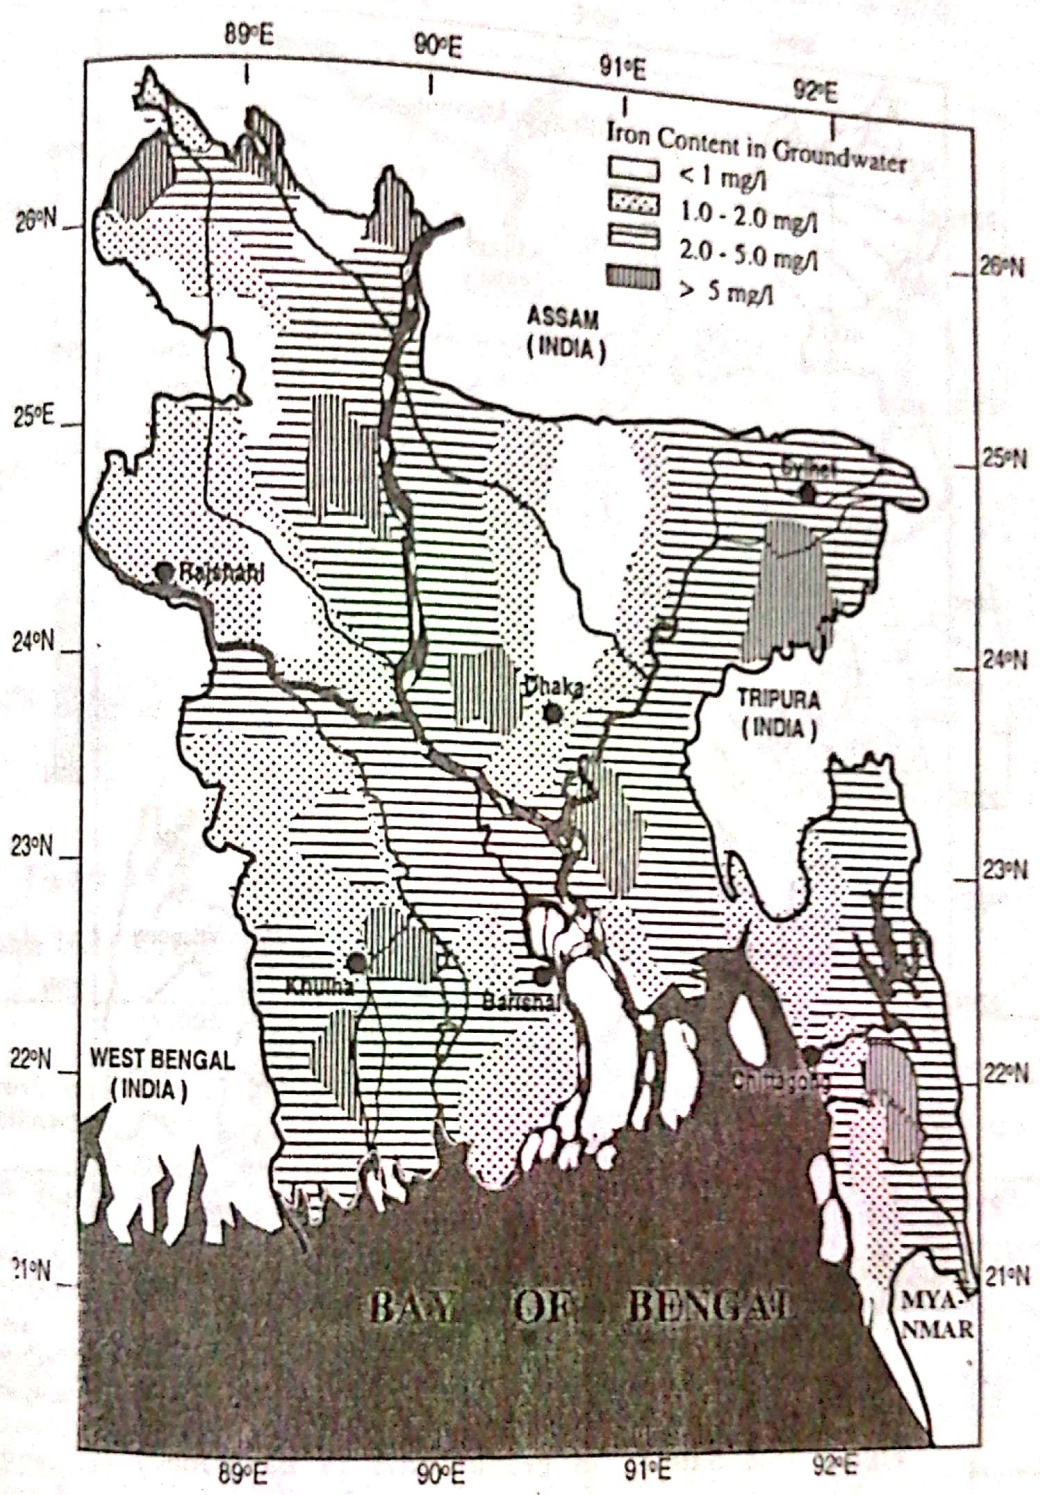 89°E
90°E
91°E
92°E
Iron Content in Groundwater
< 1 mg/l
1.0 - 2.0 mg/l
2.0 - 5.0 mg/l
> 5 mg/l
26°N
26°N
ASSAM
(INDIA)
25°E
25°N
Sylhet
Rajshahi
24°N
24°N
Dhaka
TRIPURA
(INDIA)
23°N
23°N
Khulna
Barishal
22°N
WEST BENGAL
(INDIA)
22°N
Chittagong
21°N
21°N
BAY OF BENGAL
MYA-
NMAR
89°E
90°E
91°E
92°E